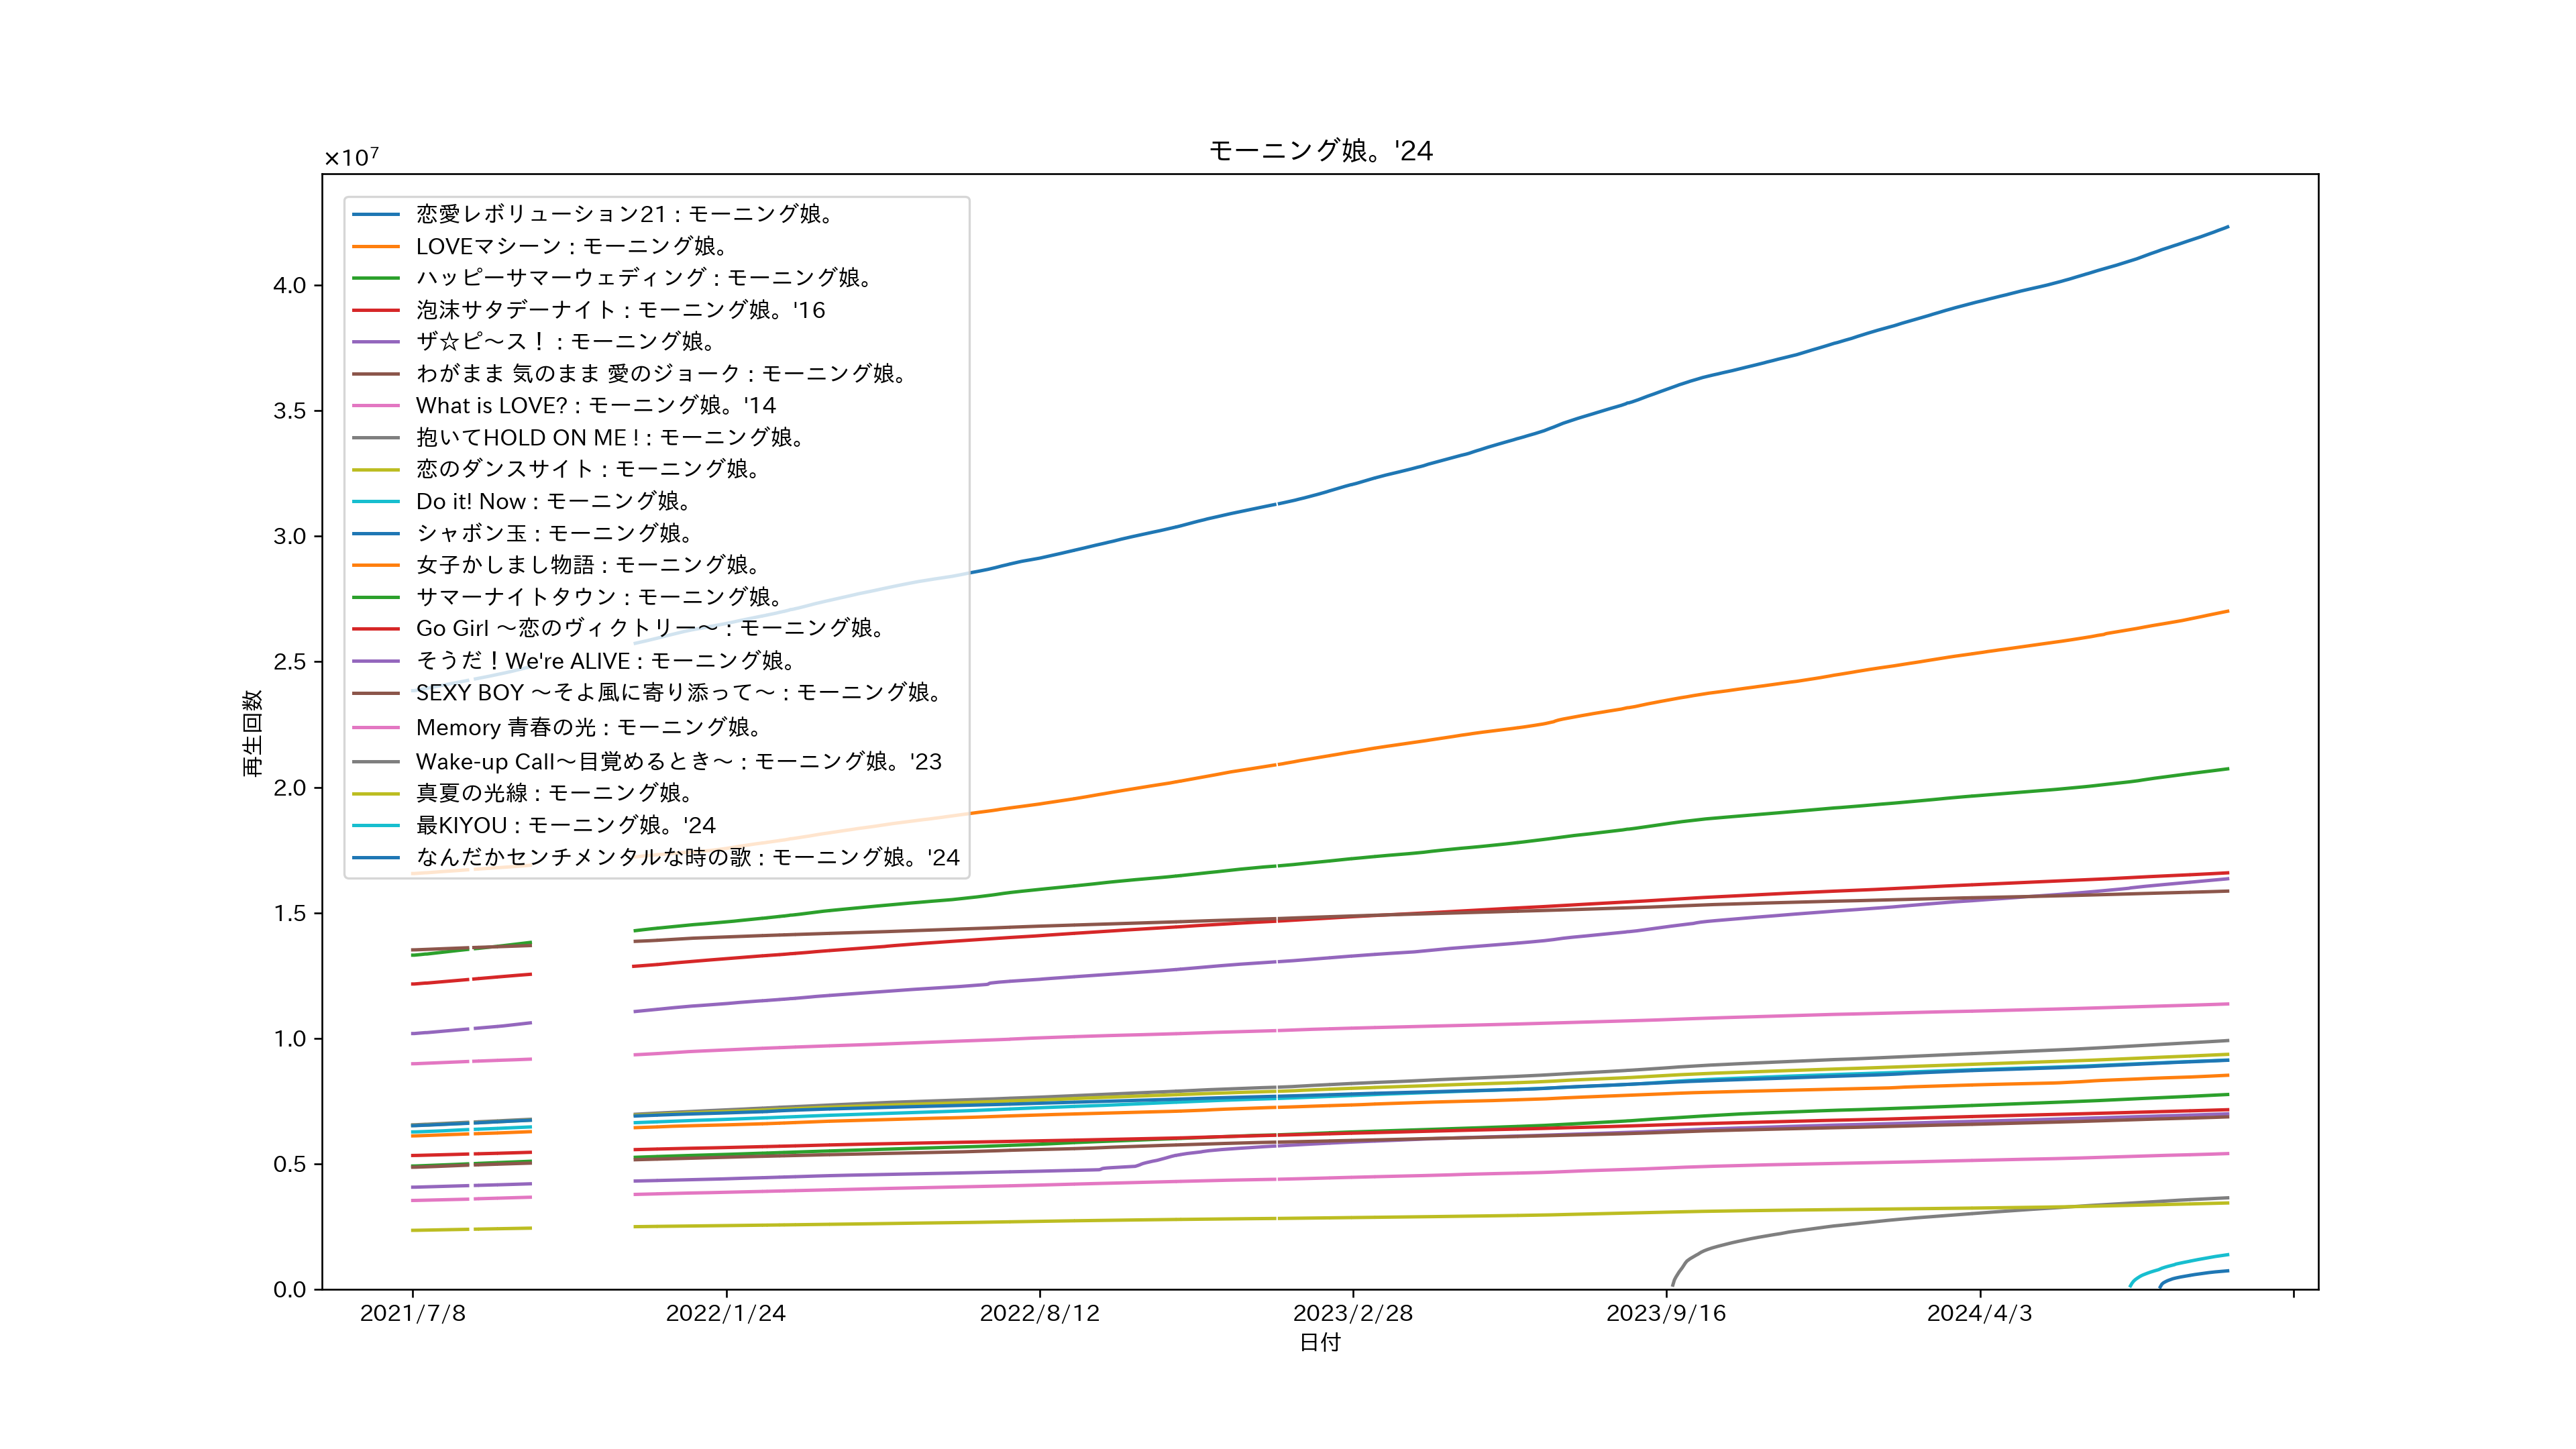 モーニング娘。'24
×10⁷
恋愛レボリューション21 : モーニング娘。
LOVEマシーン : モーニング娘。
ハッピーサマーウェディング : モーニング娘。
泡沫サタデーナイト : モーニング娘。'16
ザ☆ピ〜ス！ : モーニング娘。
わがまま 気のまま 愛のジョーク : モーニング娘。
What is LOVE? : モーニング娘。'14
抱いてHOLD ON ME ! : モーニング娘。
恋のダンスサイト : モーニング娘。
Do it! Now : モーニング娘。
シャボン玉 : モーニング娘。
女子かしまし物語 : モーニング娘。
サマーナイトタウン : モーニング娘。
Go Girl 〜恋のヴィクトリー〜 : モーニング娘。
そうだ！We're ALIVE : モーニング娘。
SEXY BOY 〜そよ風に寄り添って〜 : モーニング娘。
Memory 青春の光 : モーニング娘。
Wake-up Call〜目覚めるとき〜 : モーニング娘。'23
真夏の光線 : モーニング娘。
最KIYOU : モーニング娘。'24
なんだかセンチメンタルな時の歌 : モーニング娘。'24
4.0
3.5
3.0
2.5
2.0
1.5
1.0
0.5
0.0
再生回数
2021/7/8
2022/1/24
2022/8/12
2023/2/28
2023/9/16
2024/4/3
日付